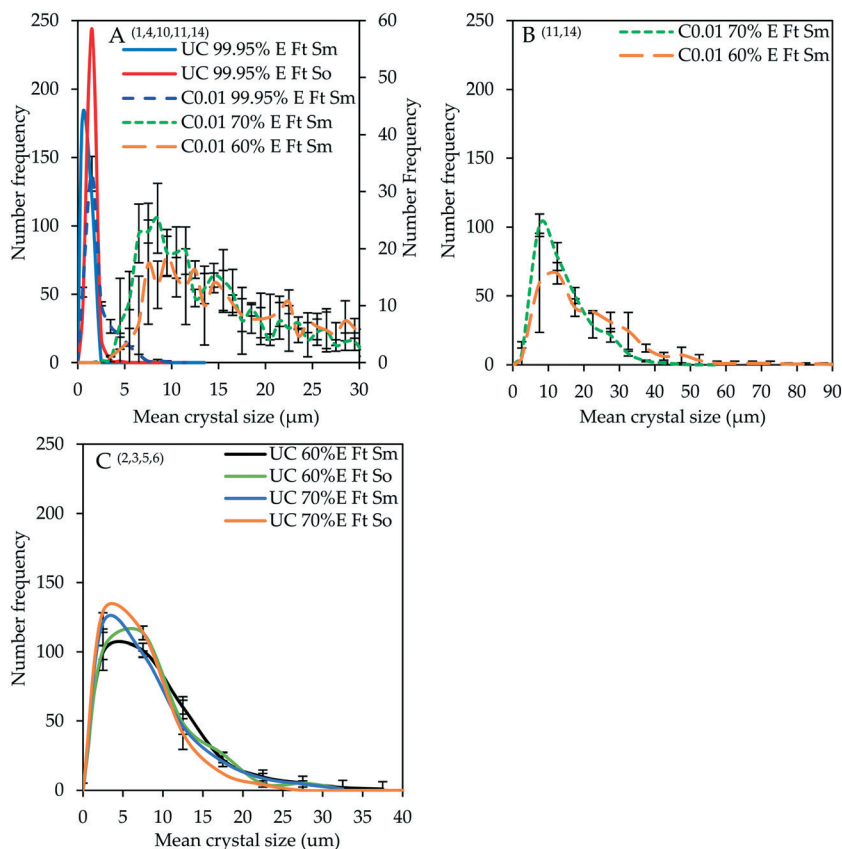 A (1,4,10,11,14)
UC 99.95% E Ft Sm
UC 99.95% E Ft So
C0.01 99.95% E Ft Sm
C0.01 70% E Ft Sm
C0.01 60% E Ft Sm
250
200
150
100
50
0
Number frequency
60
50
40
30
20
10
0
Number Frequency
0 5 10 15 20 25 30
Mean crystal size (μm)
B (11,14)
C0.01 70% E Ft Sm
C0.01 60% E Ft Sm
250
200
150
100
50
0
Number frequency
0 10 20 30 40 50 60 70 80 90
Mean crystal size (μm)
C (2,3,5,6)
UC 60%E Ft Sm
UC 60%E Ft So
UC 70%E Ft Sm
UC 70%E Ft So
250
200
150
100
50
0
Number frequency
0 5 10 15 20 25 30 35 40
Mean crystal size (um)